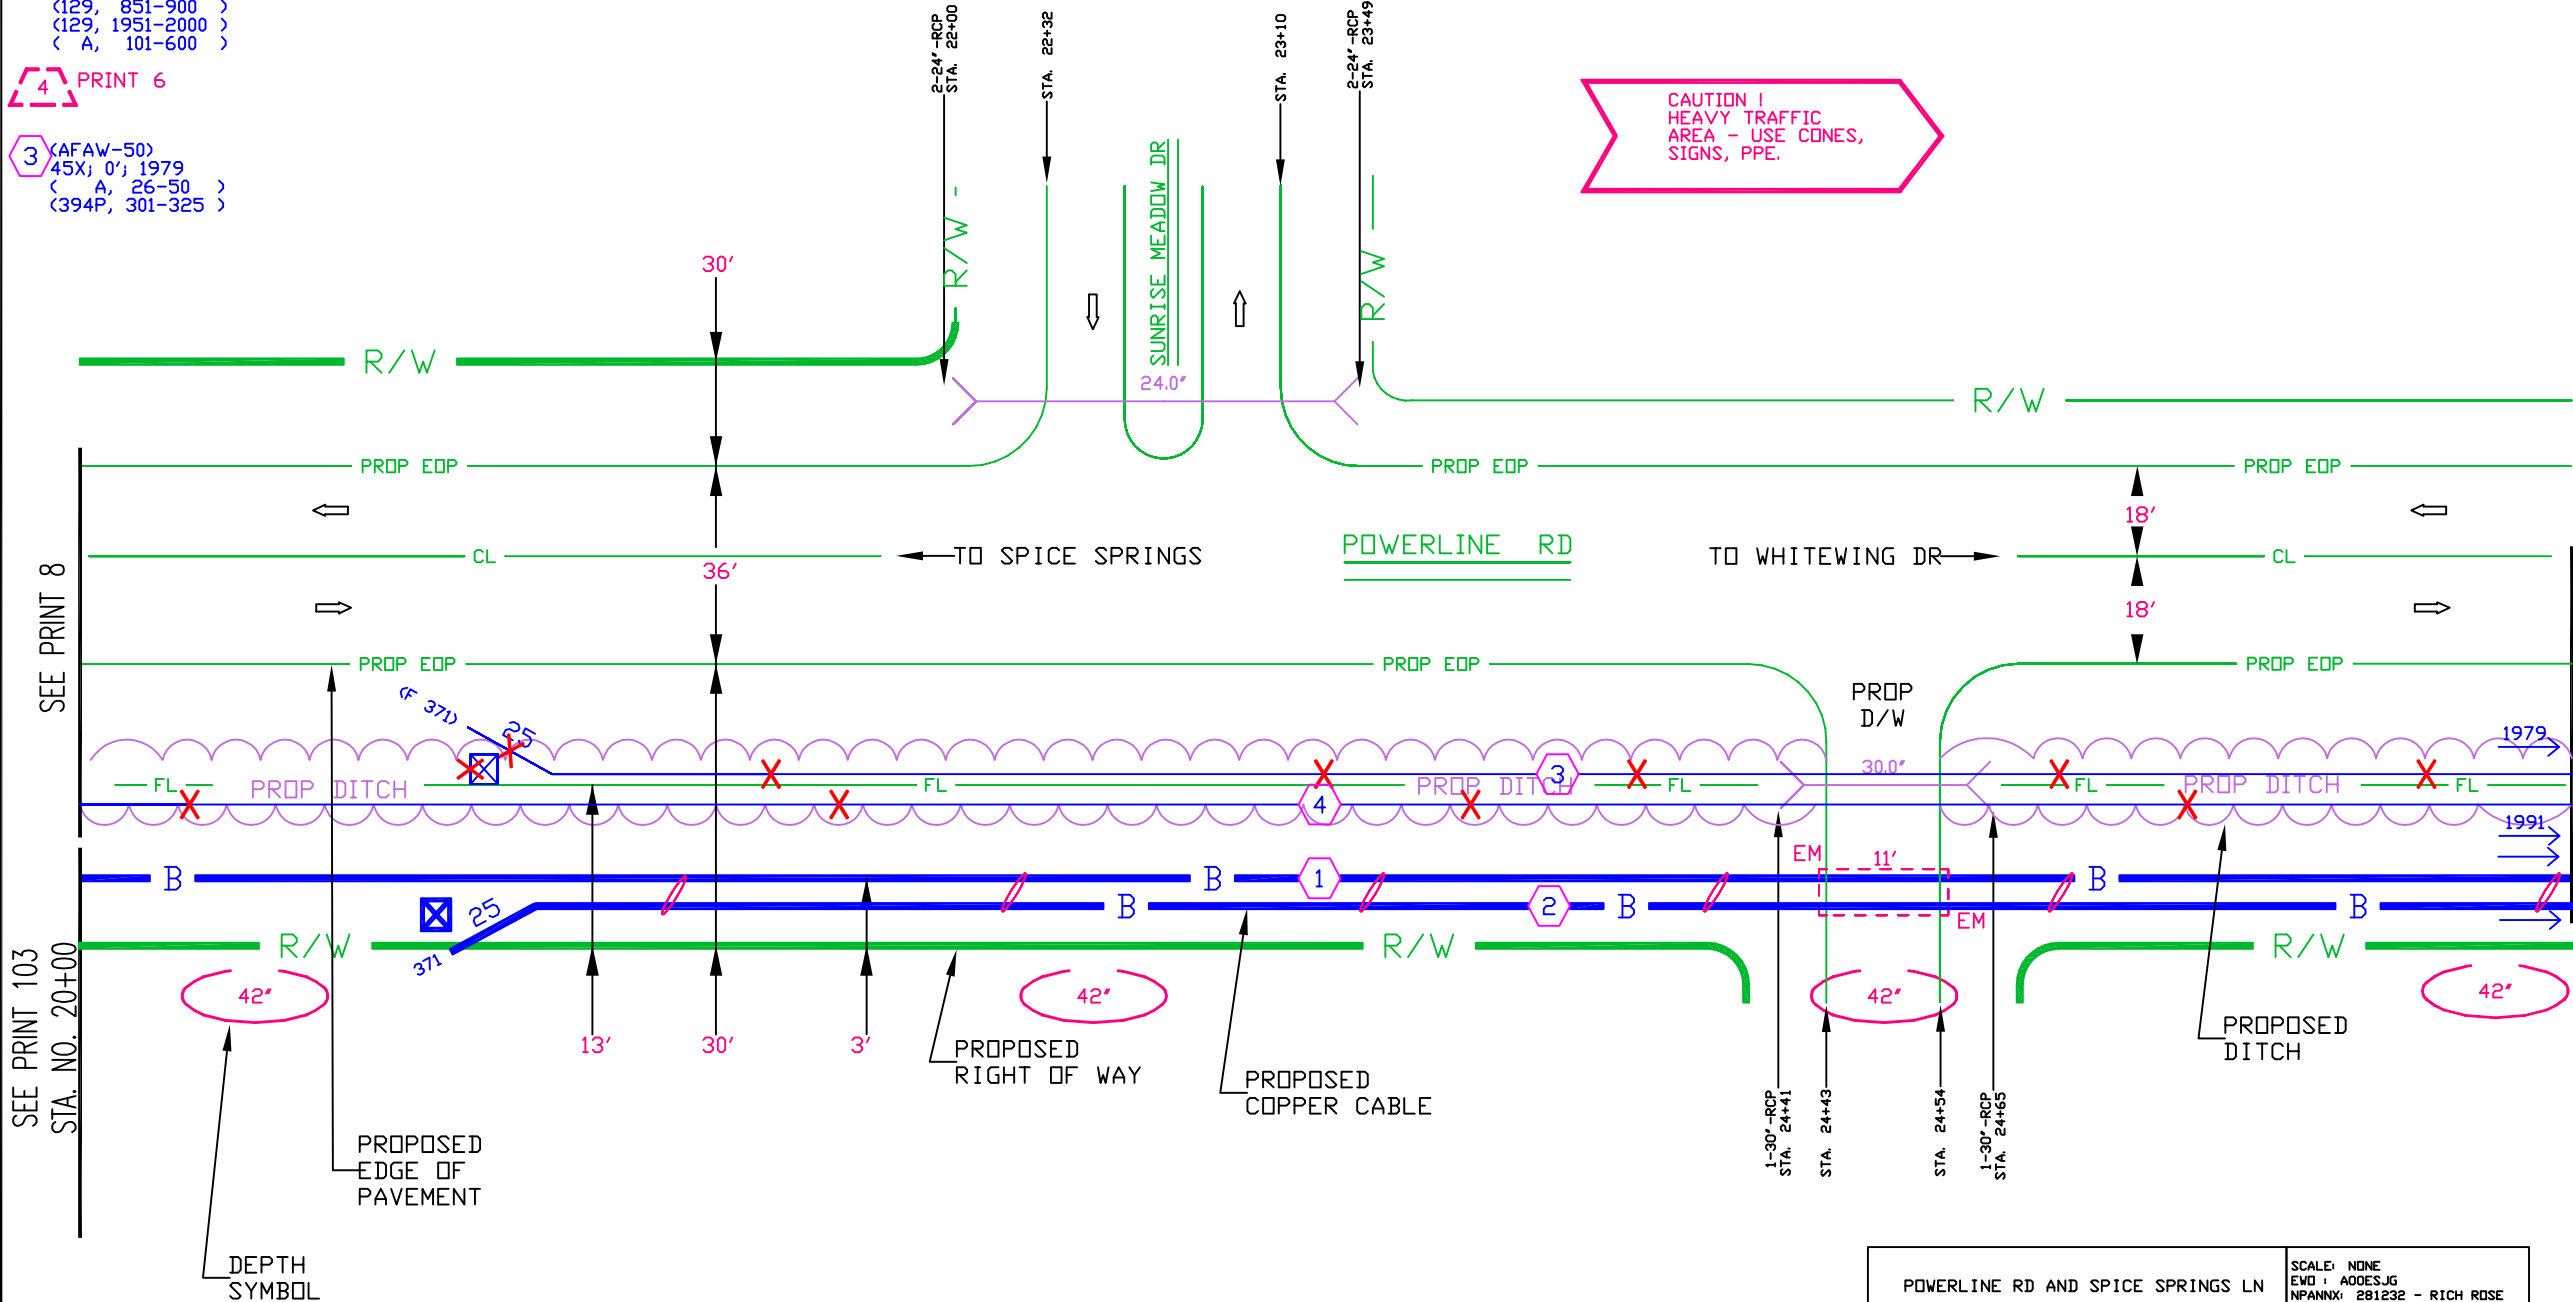 (129, 851-900 )
(129, 1951-2000 )
( A, 101-600 )
4 PRINT 6
3 (AFAW-50)
45X; 0'; 1979
( A, 26-50 )
(394P, 301-325 )
2-24"-RCP
STA. 22+00
STA. 22+32
STA. 23+10
2-24"-RCP
STA. 23+49
CAUTION !
HEAVY TRAFFIC
AREA - USE CONES,
SIGNS, PPE.
SUNRISE MEADOW DR
R/W
R/W
30'
R/W
24.0"
R/W
PROP EOP
PROP EOP
PROP EOP
18'
CL
TO SPICE SPRINGS
POWERLINE RD
TO WHITEWING DR
CL
36'
18'
SEE PRINT 8
PROP EOP
PROP EOP
PROP EOP
PROP
D/W
(F 371)
25
1979
FL
PROP DITCH
FL
PROP DITCH
3
FL
30.0"
FL
PROP DITCH
FL
4
1991
EM
11'
B
B
1
B
25
B
2
B
B
EM
371
R/W
R/W
R/W
SEE PRINT 103
STA. NO. 20+00
42"
42"
42"
42"
13'
30'
3'
PROPOSED
RIGHT OF WAY
PROPOSED
COPPER CABLE
PROPOSED
DITCH
1-30"-RCP
STA. 24+41
STA. 24+43
STA. 24+54
1-30"-RCP
STA. 24+65
PROPOSED
EDGE OF
PAVEMENT
DEPTH
SYMBOL
POWERLINE RD AND SPICE SPRINGS LN
SCALE: NONE
EWO : A00ESJG
NPANNX: 281232 - RICH ROSE